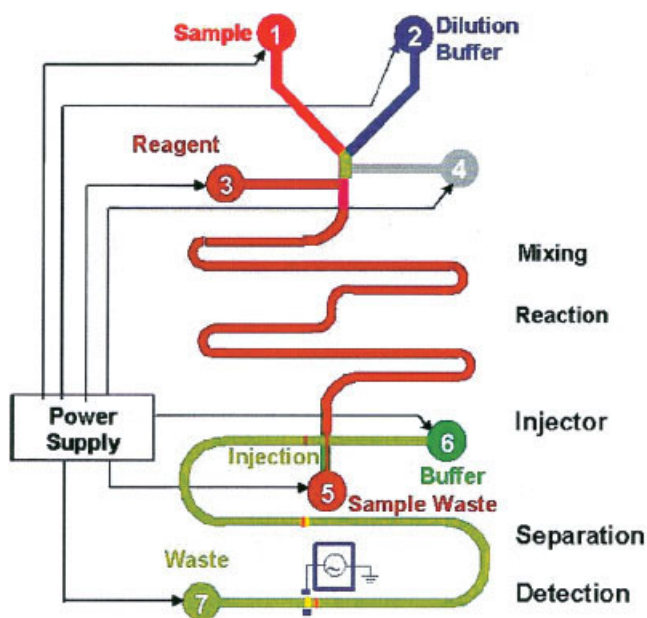 Sample
1
2
Dilution
Buffer
Reagent
3
4
Mixing
Reaction
Power
Supply
Injector
Injection
6
Buffer
5
Sample Waste
Separation
Waste
Detection
7